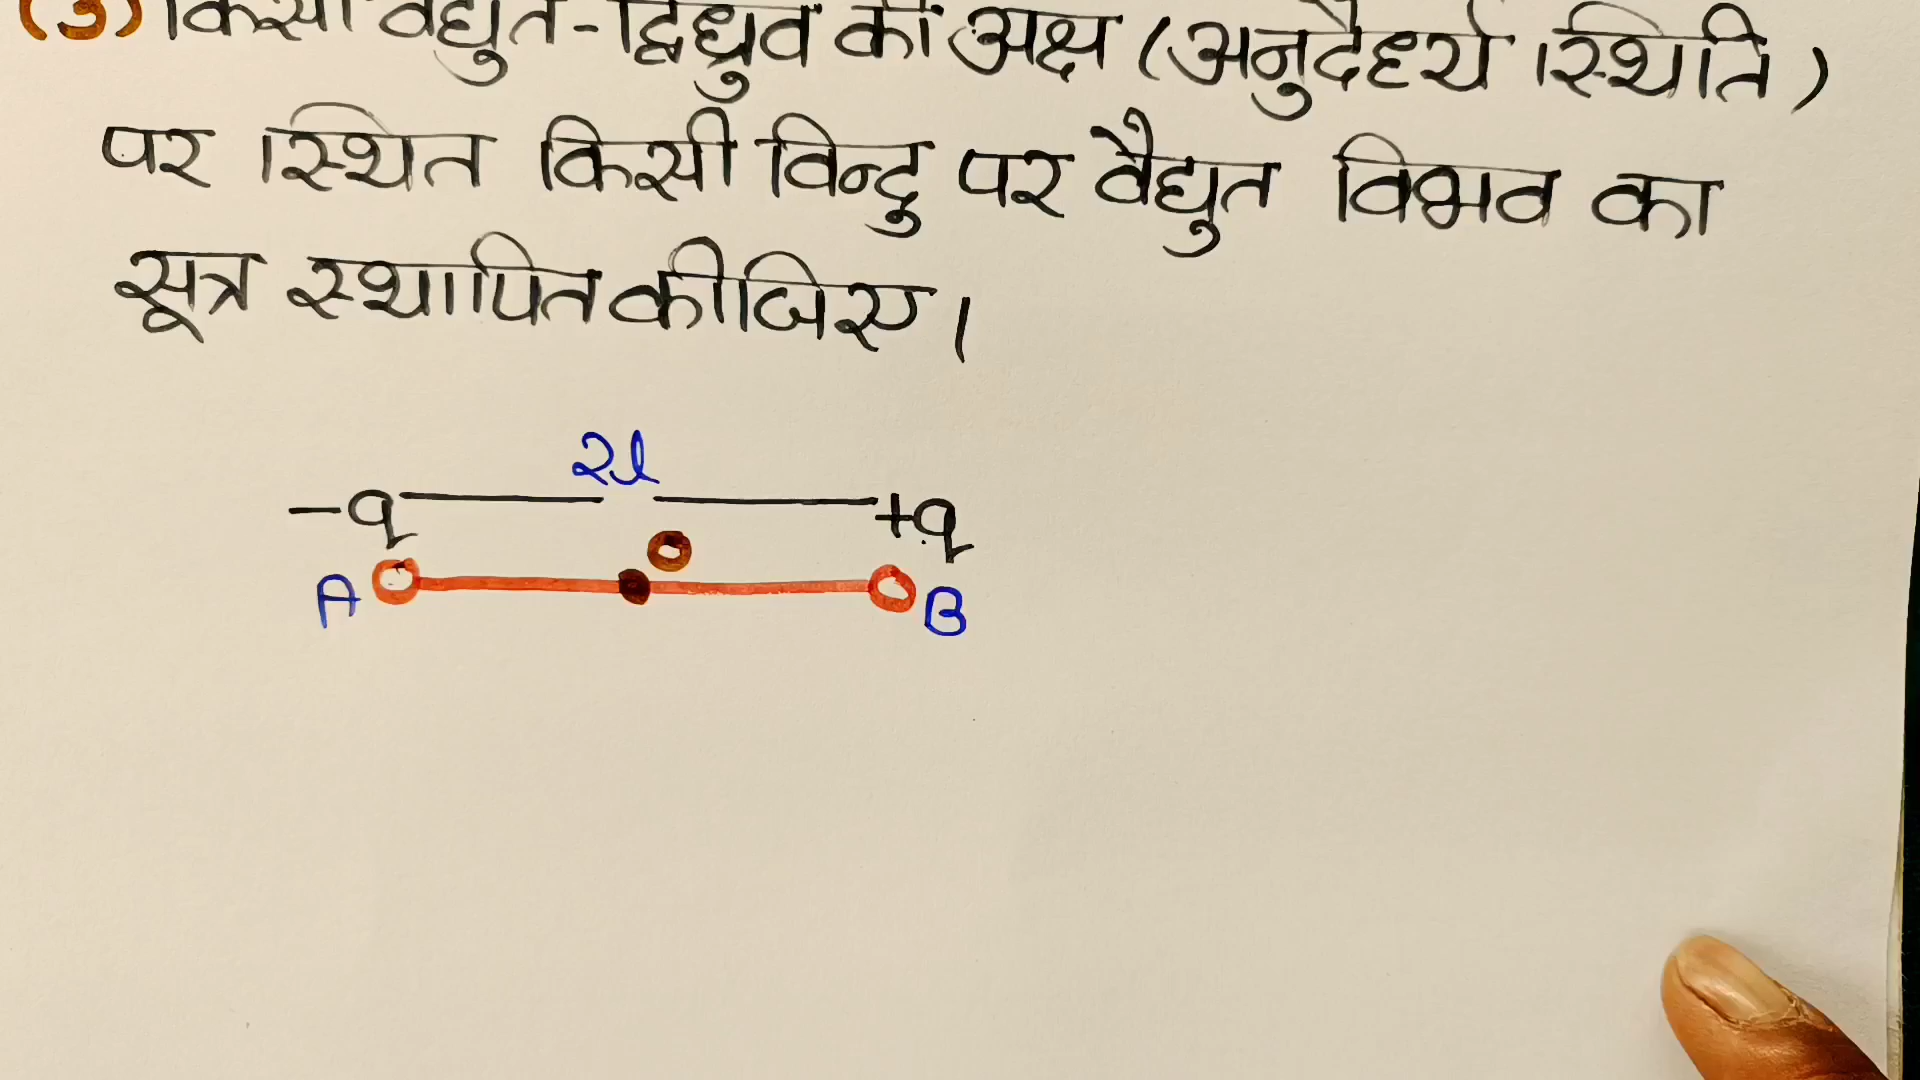 (3) किसी वैद्युत-द्विध्रुव की अक्ष (अनुदैर्ध्य स्थिति)
पर स्थित किसी विन्दु पर वैद्युत विभव का
सूत्र स्थापित कीजिए।
2l
-q +q
O
A B